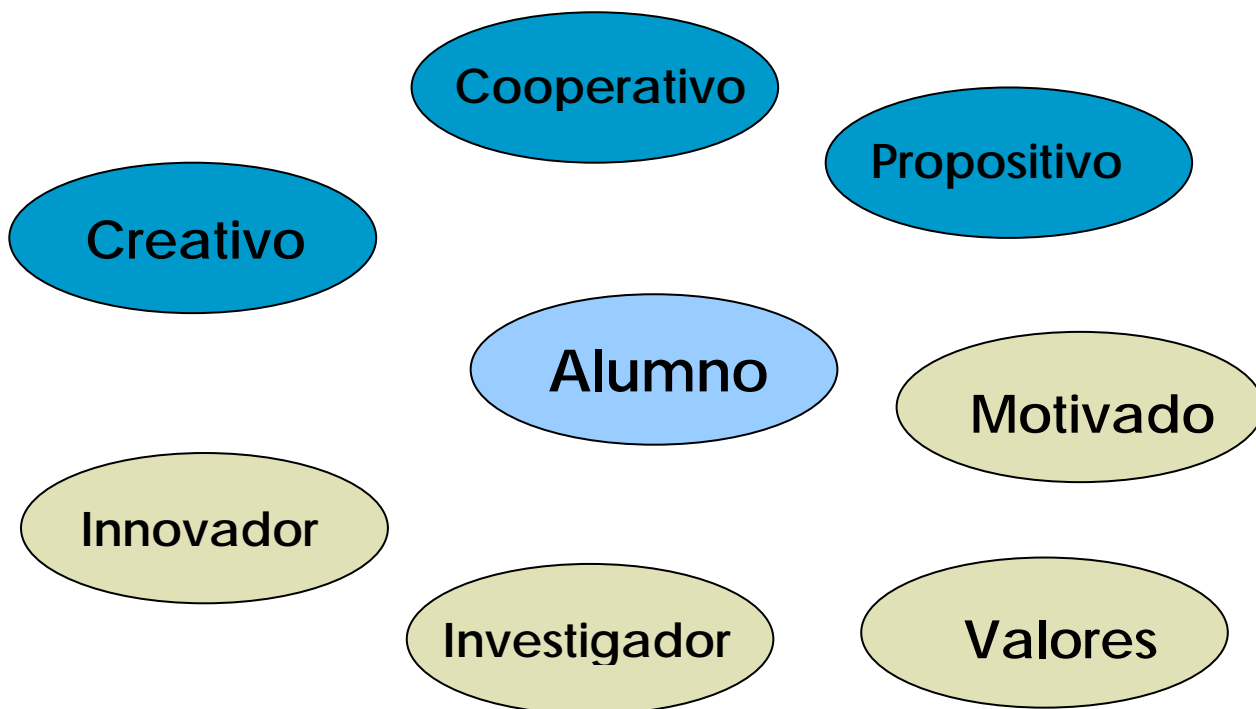 Cooperativo
Propositivo
Creativo
Alumno
Motivado
Innovador
Investigador
Valores